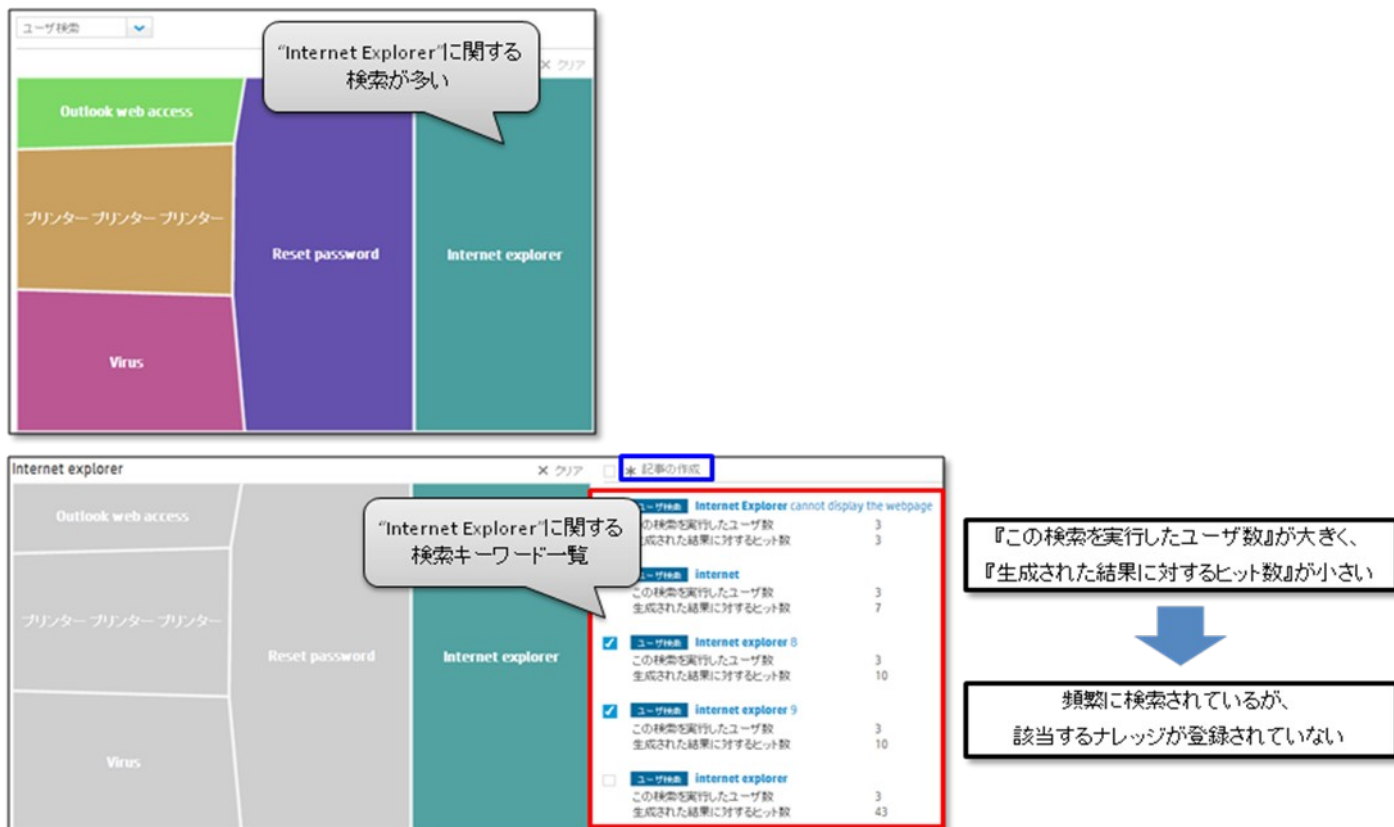 ユーザ検索
"Internet Explorer"に関する
検索が多い
× クリア
Outlook web access
プリンター プリンター プリンター
Reset password
Internet explorer
Virus
Internet explorer
× クリア
* 記事の作成
Outlook web access
"Internet Explorer"に関する
検索キーワード一覧
プリンター プリンター プリンター
Reset password
Internet explorer
Virus
ユーザ検索 Internet Explorer cannot display the webpage
この検索を実行したユーザ数 3
生成された結果に対するヒット数 3
ユーザ検索 internet
この検索を実行したユーザ数 3
生成された結果に対するヒット数 7
ユーザ検索 Internet explorer 8
この検索を実行したユーザ数 3
生成された結果に対するヒット数 10
ユーザ検索 internet explorer 9
この検索を実行したユーザ数 3
生成された結果に対するヒット数 10
ユーザ検索 internet explorer
この検索を実行したユーザ数 3
生成された結果に対するヒット数 43
『この検索を実行したユーザ数』が大きく、
『生成された結果に対するヒット数』が小さい
頻繁に検索されているが、
該当するナレッジが登録されていない